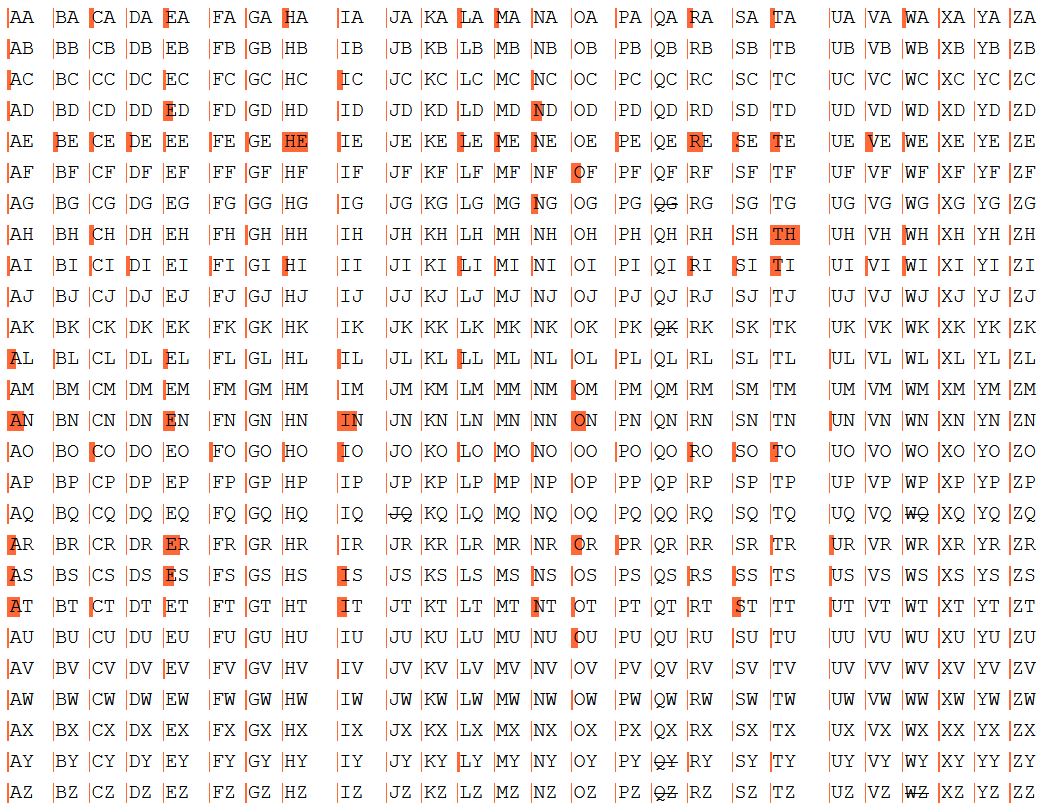 AA BA CA DA EA FA GA HA IA JA KA LA MA NA OA PA QA RA SA TA UA VA WA XA YA ZA
AB BB CB DB EB FB GB HB IB JB KB LB MB NB OB PB QB RB SB TB UB VB WB XB YB ZB
AC BC CC DC EC FC GC HC IC JC KC LC MC NC OC PC QC RC SC TC UC VC WC XC YC ZC
AD BD CD DD ED FD GD HD ID JD KD LD MD ND OD PD QD RD SD TD UD VD WD XD YD ZD
AE BE CE DE EE FE GE HE IE JE KE LE ME NE OE PE QE RE SE TE UE VE WE XE YE ZE
AF BF CF DF EF FF GF HF IF JF KF LF MF NF OF PF QF RF SF TF UF VF WF XF YF ZF
AG BG CG DG EG FG GG HG IG JG KG LG MG NG OG PG QG RG SG TG UG VG WG XG YG ZG
AH BH CH DH EH FH GH HH IH JH KH LH MH NH OH PH QH RH SH TH UH VH WH XH YH ZH
AI BI CI DI EI FI GI HI II JI KI LI MI NI OI PI QI RI SI TI UI VI WI XI YI ZI
AJ BJ CJ DJ EJ FJ GJ HJ IJ JJ KJ LJ MJ NJ OJ PJ QJ RJ SJ TJ UJ VJ WJ XJ YJ ZJ
AK BK CK DK EK FK GK HK IK JK KK LK MK NK OK PK QK RK SK TK UK VK WK XK YK ZK
AL BL CL DL EL FL GL HL IL JL KL LL ML NL OL PL QL RL SL TL UL VL WL XL YL ZL
AM BM CM DM EM FM GM HM IM JM KM LM MM NM OM PM QM RM SM TM UM VM WM XM YM ZM
AN BN CN DN EN FN GN HN IN JN KN LN MN NN ON PN QN RN SN TN UN VN WN XN YN ZN
AO BO CO DO EO FO GO HO IO JO KO LO MO NO OO PO QO RO SO TO UO VO WO XO YO ZO
AP BP CP DP EP FP GP HP IP JP KP LP MP NP OP PP QP RP SP TP UP VP WP XP YP ZP
AQ BQ CQ DQ EQ FQ GQ HQ IQ JQ KQ LQ MQ NQ OQ PQ QQ RQ SQ TQ UQ VQ WQ XQ YQ ZQ
AR BR CR DR ER FR GR HR IR JR KR LR MR NR OR PR QR RR SR TR UR VR WR XR YR ZR
AS BS CS DS ES FS GS HS IS JS KS LS MS NS OS PS QS RS SS TS US VS WS XS YS ZS
AT BT CT DT ET FT GT HT IT JT KT LT MT NT OT PT QT RT ST TT UT VT WT XT YT ZT
AU BU CU DU EU FU GU HU IU JU KU LU MU NU OU PU QU RU SU TU UU VU WU XU YU ZU
AV BV CV DV EV FV GV HV IV JV KV LV MV NV OV PV QV RV SV TV UV VV WV XV YV ZV
AW BW CW DW EW FW GW HW IW JW KW LW MW NW OW PW QW RW SW TW UW VW WW XW YW ZW
AX BX CX DX EX FX GX HX IX JX KX LX MX NX OX PX QX RX SX TX UX VX WX XX YX ZX
AY BY CY DY EY FY GY HY IY JY KY LY MY NY OY PY QY RY SY TY UY VY WY XY YY ZY
AZ BZ CZ DZ EZ FZ GZ HZ IZ JZ KZ LZ MZ NZ OZ PZ QZ RZ SZ TZ UZ VZ WZ XZ YZ ZZ